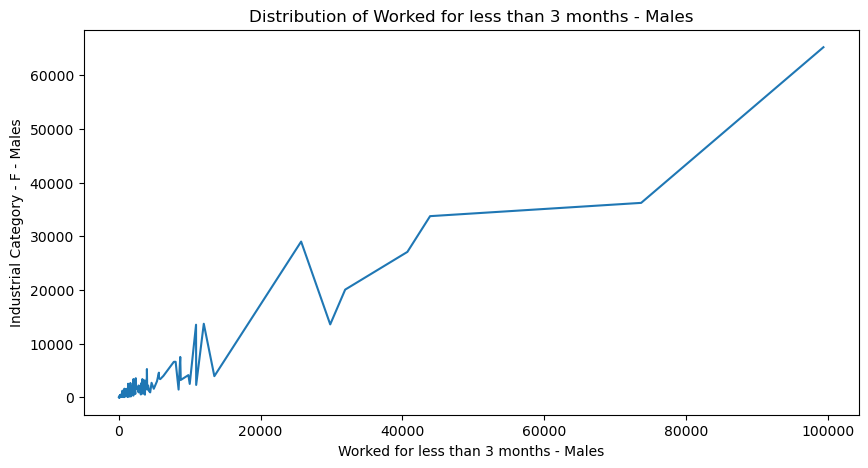 Distribution of Worked for less than 3 months - Males
Industrial Category - F - Males
60000
50000
40000
30000
20000
10000
0
0 20000 40000 60000 80000 100000
Worked for less than 3 months - Males